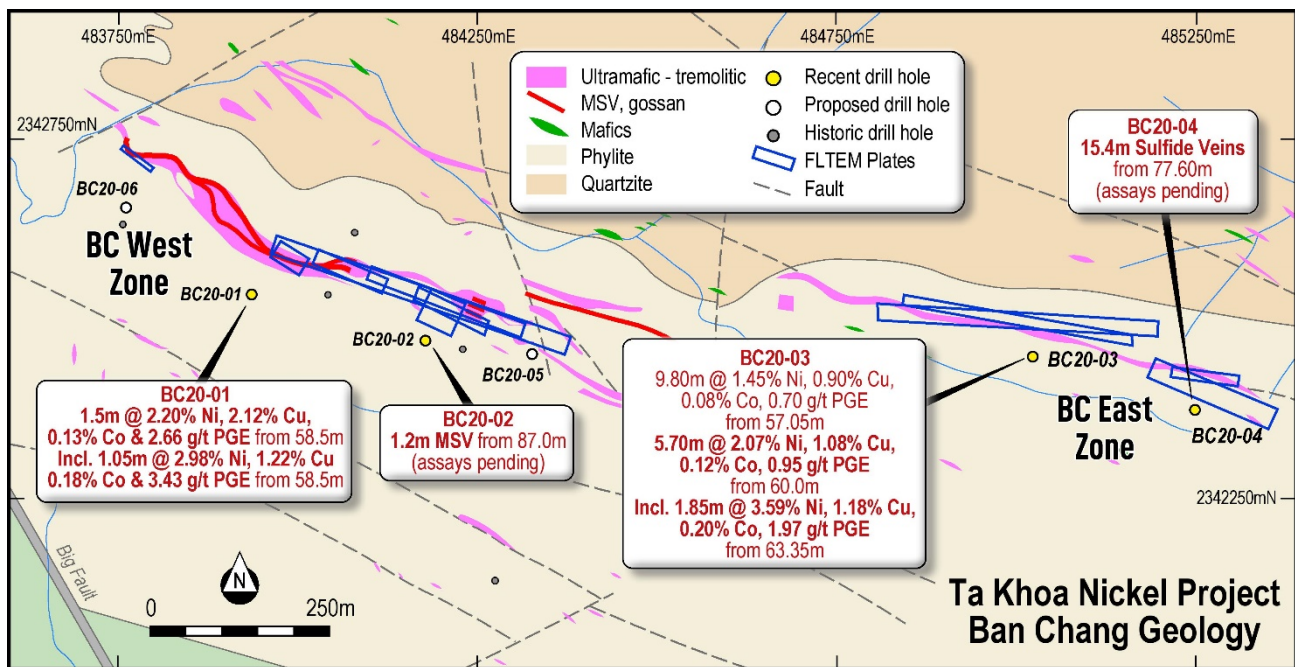 483750mE
484250mE
484750mE
485250mE
2342750mN
Ultramafic - tremolitic
MSV, gossan
Mafics
Phylite
Quartzite
Recent drill hole
Proposed drill hole
Historic drill hole
FLTEM Plates
Fault
BC20-04
15.4m Sulfide Veins
from 77.60m
(assays pending)
BC20-06
BC West
Zone
BC20-01
BC20-02
BC20-05
BC20-03
BC East
Zone
BC20-04
BC20-01
1.5m @ 2.20% Ni, 2.12% Cu,
0.13% Co & 2.66 g/t PGE from 58.5m
Incl. 1.05m @ 2.98% Ni, 1.22% Cu
0.18% Co & 3.43 g/t PGE from 58.5m
BC20-02
1.2m MSV from 87.0m
(assays pending)
BC20-03
9.80m @ 1.45% Ni, 0.90% Cu,
0.08% Co, 0.70 g/t PGE
from 57.05m
5.70m @ 2.07% Ni, 1.08% Cu,
0.12% Co, 0.95 g/t PGE
from 60.0m
Incl. 1.85m @ 3.59% Ni, 1.18% Cu,
0.20% Co, 1.97 g/t PGE
from 63.35m
2342250mN
Big Fault
N
0
250m
Ta Khoa Nickel Project
Ban Chang Geology